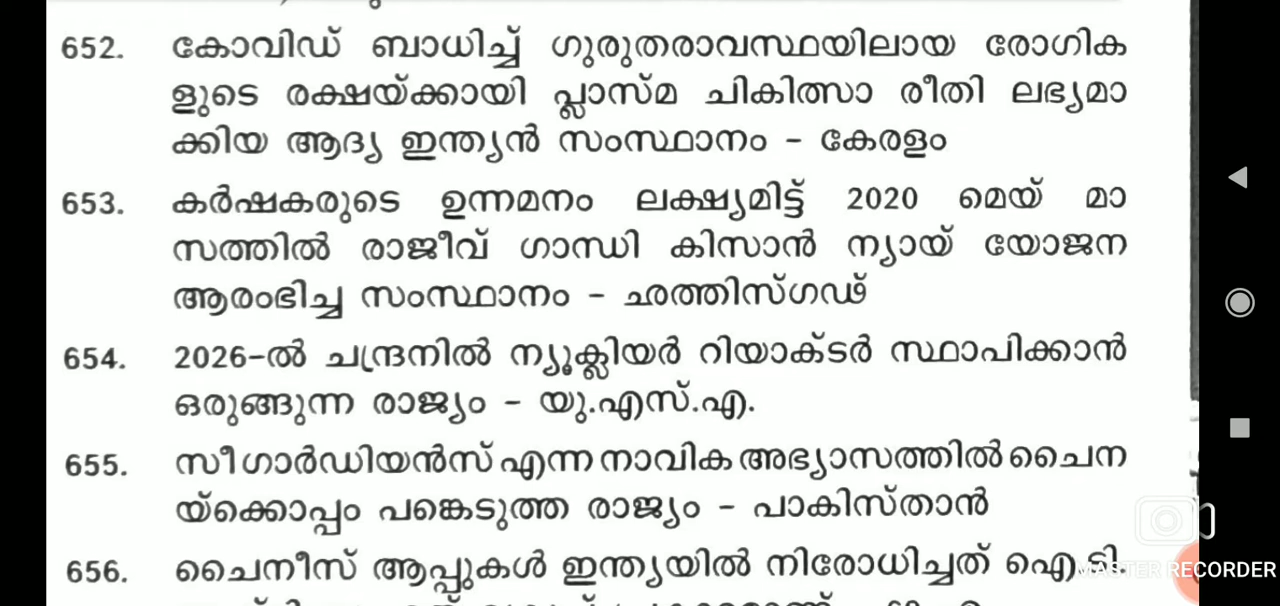 652. കോവിഡ് ബാധിച്ച് ഗുരുതരാവസ്ഥയിലായ രോഗിക
ളുടെ രക്ഷയ്ക്കായി പ്ലാസ്മ ചികിത്സാ രീതി ലഭ്യമാ
ക്കിയ ആദ്യ ഇന്ത്യൻ സംസ്ഥാനം - കേരളം
653. കർഷകരുടെ ഉന്നമനം ലക്ഷ്യമിട്ട് 2020 മെയ് മാ
സത്തിൽ രാജീവ് ഗാന്ധി കിസാൻ ന്യായ് യോജന
ആരംഭിച്ച സംസ്ഥാനം - ഛത്തിസ്ഗഢ്
654. 2026-ൽ ചന്ദ്രനിൽ ന്യൂക്ലിയർ റിയാക്ടർ സ്ഥാപിക്കാൻ
ഒരുങ്ങുന്ന രാജ്യം - യു.എസ്.എ.
655. സീ ഗാർഡിയൻസ് എന്ന നാവിക അഭ്യാസത്തിൽ ചൈന
യ്ക്കൊപ്പം പങ്കെടുത്ത രാജ്യം - പാകിസ്താൻ
656. ചൈനീസ് ആപ്പുകൾ ഇന്ത്യയിൽ നിരോധിച്ചത് ഐ.ടി.
MASTER RECORDER